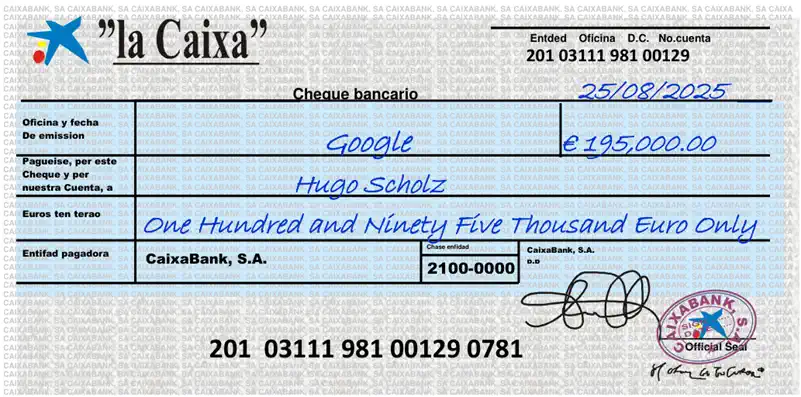 "la Caixa"
Entded Oficina D.C. No.cuenta
201 03111 981 00129
Cheque bancario
25/08/2025
Oficina y fecha
De emission
Google
€ 195,000.00
Pagueise, por este
Cheque y per
nuestra Cuenta, a
Hugo Scholz
Euros ten terao
One Hundred and Ninety Five Thousand Euro Only
Entifad pagadora
CaixaBank, S.A.
Chase enfidad
2100-0000
CaixaBank, S.A.
D.D
CAIXABANK, S.A.
Official Seal
201 03111 981 00129 0781